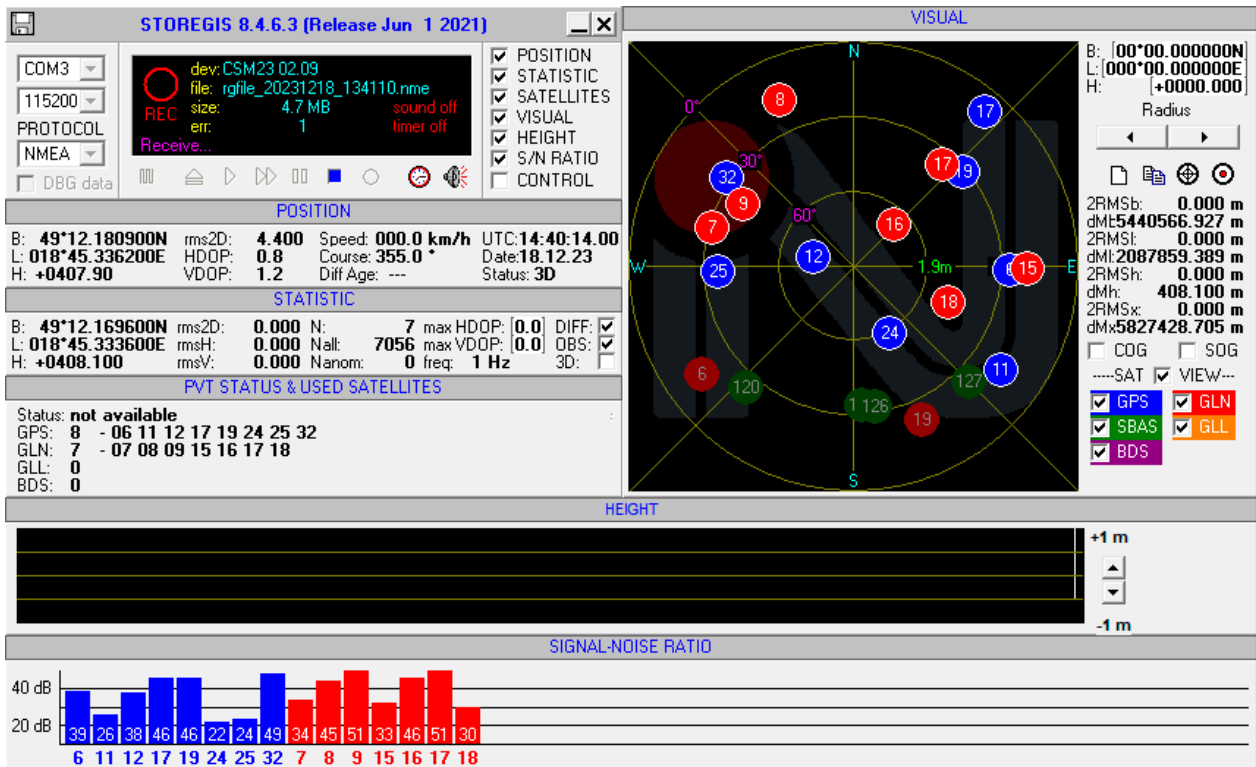 STOREGIS 8.4.6.3 (Release Jun  1 2021)
COM3
115200
PROTOCOL
NMEA
DBG data
dev: CSM23 02.09
file: rgfile_20231218_134110.nme
size: 4.7 MB sound off
err: 1 timer off
REC
Receive...
POSITION
STATISTIC
SATELLITES
VISUAL
HEIGHT
S/N RATIO
CONTROL
POSITION
B: 49*12.180900N rms2D: 4.400 Speed: 000.0 km/h UTC:14:40:14.00
L: 018*45.336200E HDOP: 0.8 Course: 355.0 * Date:18.12.23
H: +0407.90 VDOP: 1.2 Diff Age: --- Status: 3D
STATISTIC
B: 49*12.169600N rms2D: 0.000 N: 7 max HDOP: [0.0] DIFF:
L: 018*45.333600E rmsH: 0.000 Nall: 7056 max VDOP: [0.0] OBS:
H: +0408.100 rmsV: 0.000 Nanom: 0 freq: 1 Hz 3D:
PVT STATUS & USED SATELLITES
Status: not available :
GPS: 8 - 06 11 12 17 19 24 25 32
GLN: 7 - 07 08 09 15 16 17 18
GLL: 0
BDS: 0
VISUAL
N
8
17
0°
17
19
30°
32
9
60°
7
16
12
W
25
1.9m
15
E
18
24
6
120
127
11
1 126
19
S
B: [00*00.000000N]
L:[000*00.000000E]
H: [+0000.000]
Radius
2RMSb: 0.000 m
dMb:5440566.927 m
2RMSl: 0.000 m
dMl:2087859.389 m
2RMSh: 0.000 m
dMh: 408.100 m
2RMSx: 0.000 m
dMx5827428.705 m
COG SOG
-----SAT VIEW---
GPS GLN
SBAS GLL
BDS
HEIGHT
+1 m
-1 m
SIGNAL-NOISE RATIO
40 dB
20 dB
39 26 38 46 46 22 24 49 34 45 51 33 46 51 30
6 11 12 17 19 24 25 32 7 8 9 15 16 17 18